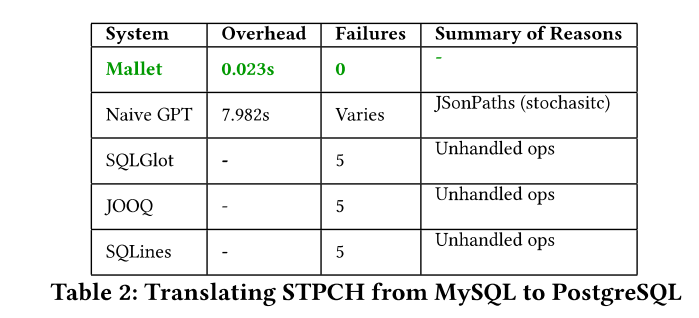 System Overhead Failures Summary of Reasons
Mallet 0.023s 0 -
Naive GPT 7.982s Varies JSonPaths (stochasitc)
SQLGlot - 5 Unhandled ops
JOOQ - 5 Unhandled ops
SQLines - 5 Unhandled ops
Table 2: Translating STPCH from MySQL to PostgreSQL